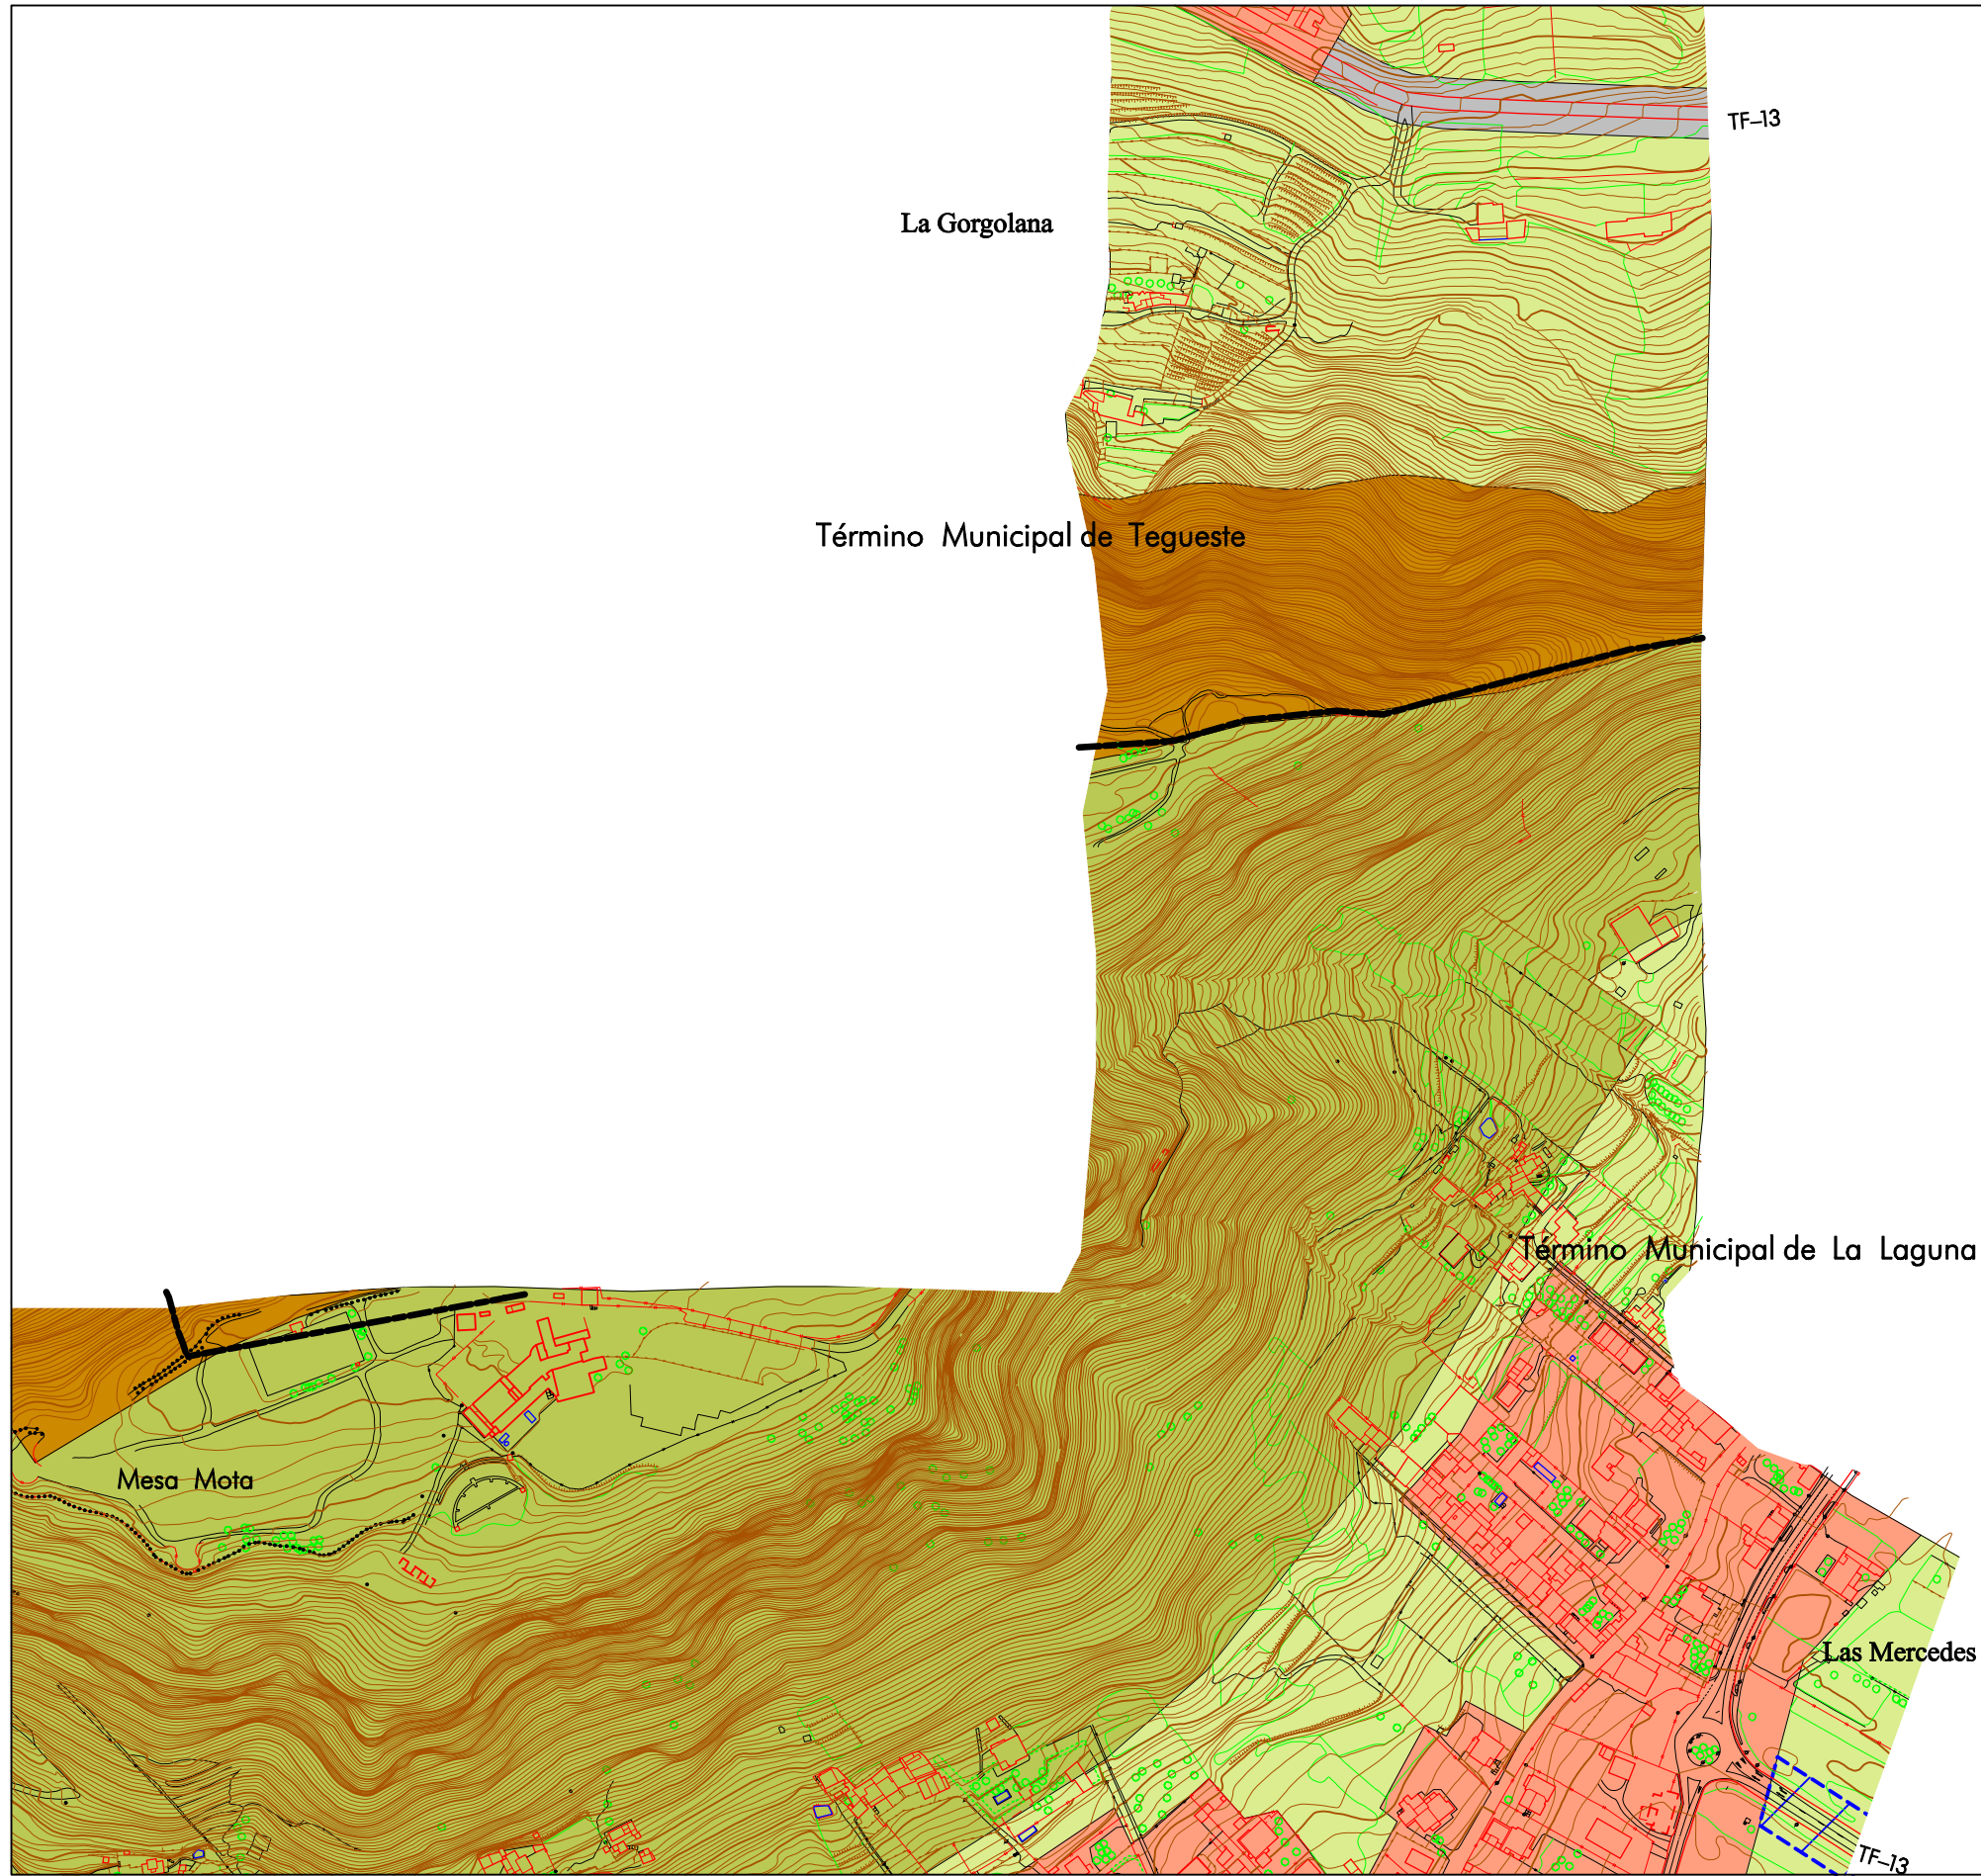 TF-13
La Gorgolana
Término Municipal de Tegueste
Término Municipal de La Laguna
Mesa Mota
Las Mercedes
TF-13